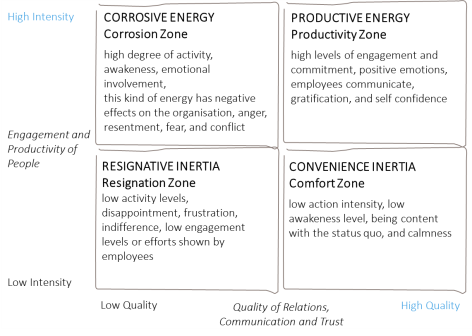 High Intensity
CORROSIVE ENERGY
Corrosion Zone
high degree of activity,
awakeness, emotional
involvement,
this kind of energy has negative
effects on the organisation, anger,
resentment, fear, and conflict
PRODUCTIVE ENERGY
Productivity Zone
high levels of engagement and
commitment, positive emotions,
employees communicate,
gratification, and self confidence
Engagement and
Productivity of
People
RESIGNATIVE INERTIA
Resignation Zone
low activity levels,
disappointment, frustration,
indifference, low engagement
levels or efforts shown by
employees
CONVENIENCE INERTIA
Comfort Zone
low action intensity, low
awakeness level, being content
with the status quo, and calmness
Low Intensity
Low Quality
Quality of Relations,
Communication and Trust
High Quality